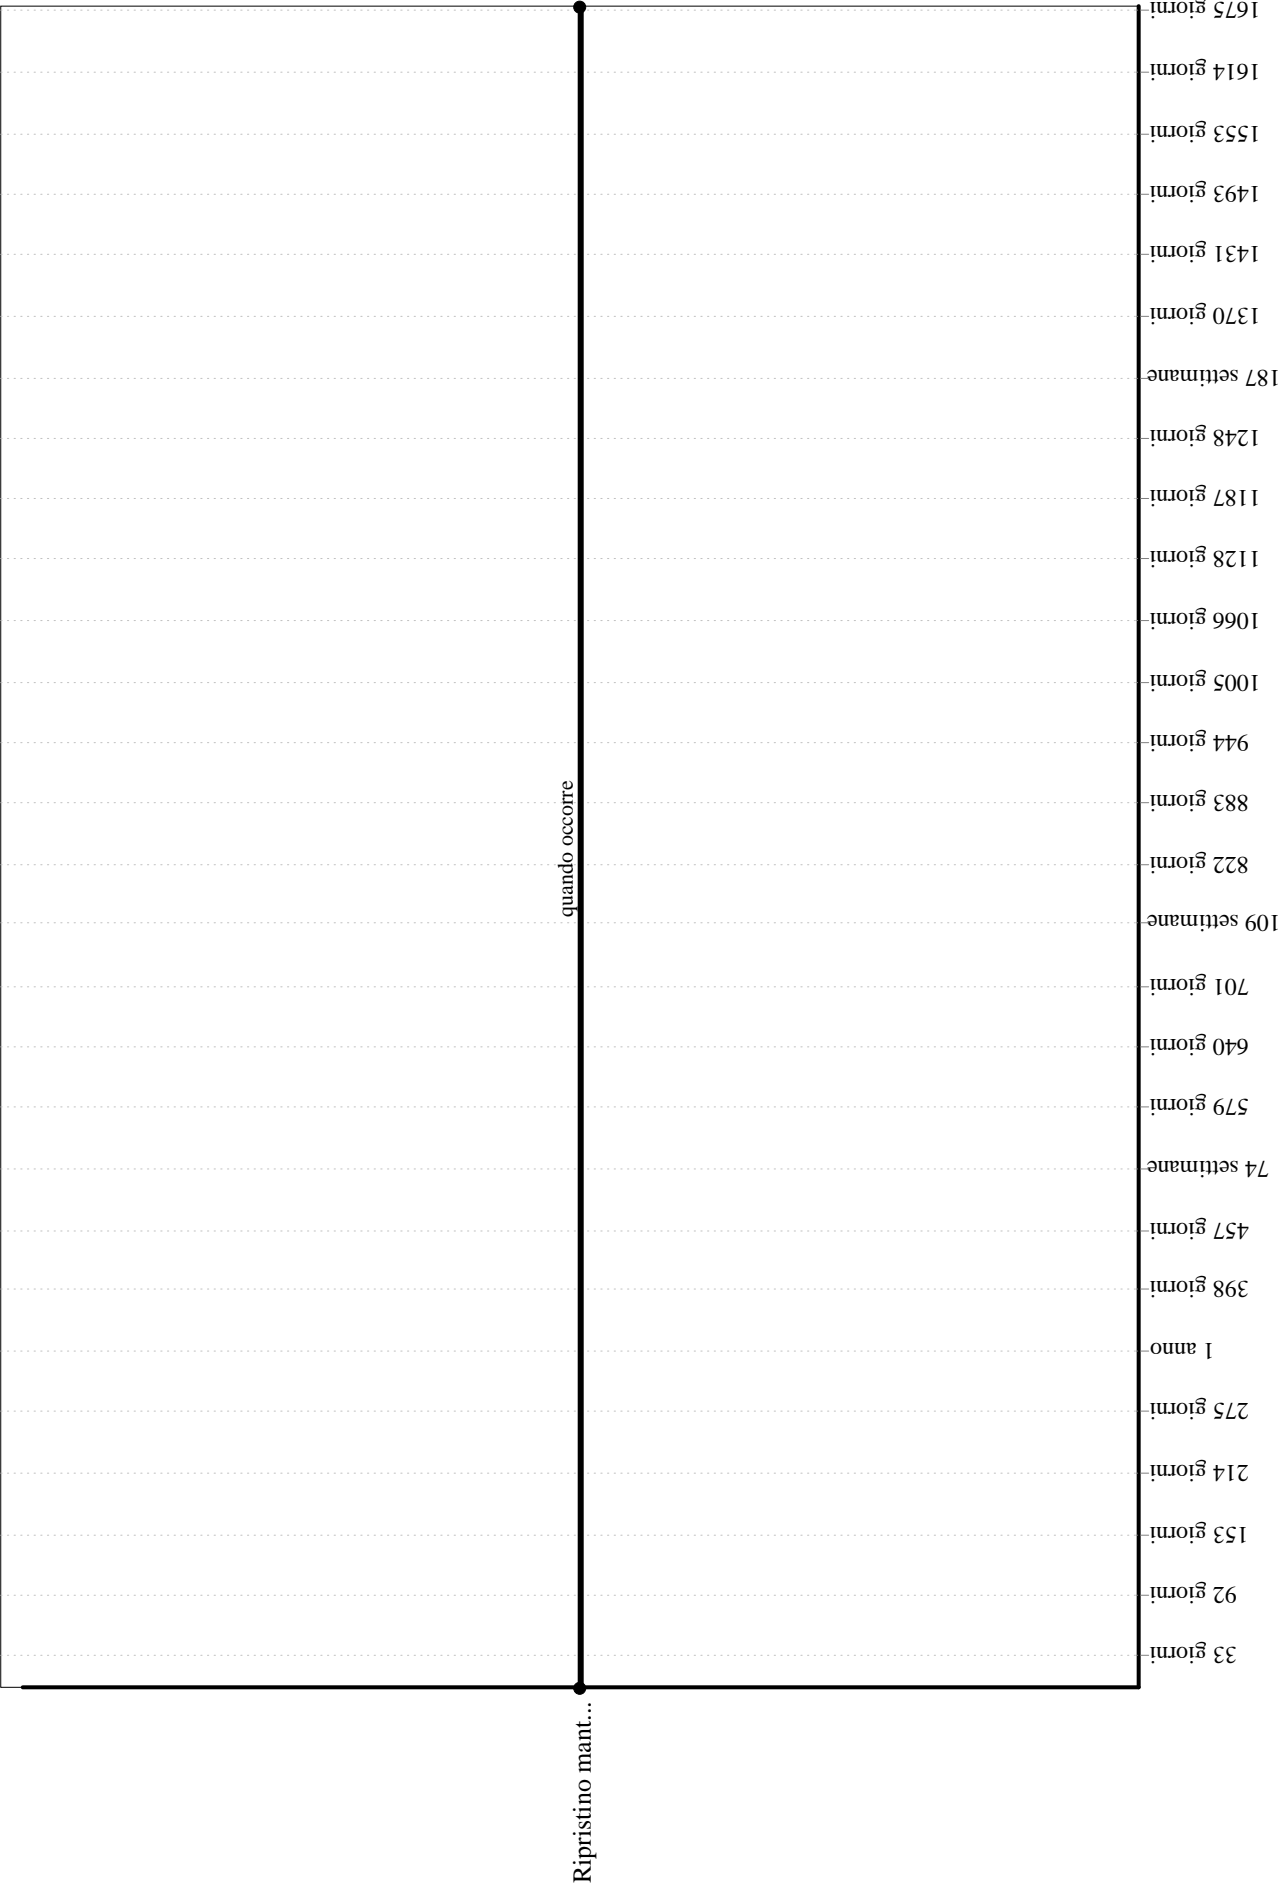 1675 giorni
1614 giorni
1553 giorni
1493 giorni
1431 giorni
1370 giorni
187 settimane
1248 giorni
1187 giorni
1128 giorni
1066 giorni
1005 giorni
944 giorni
883 giorni
quando occorre
822 giorni
109 settimane
701 giorni
640 giorni
579 giorni
74 settimane
457 giorni
398 giorni
1 anno
275 giorni
214 giorni
153 giorni
92 giorni
33 giorni
Ripristino mant...